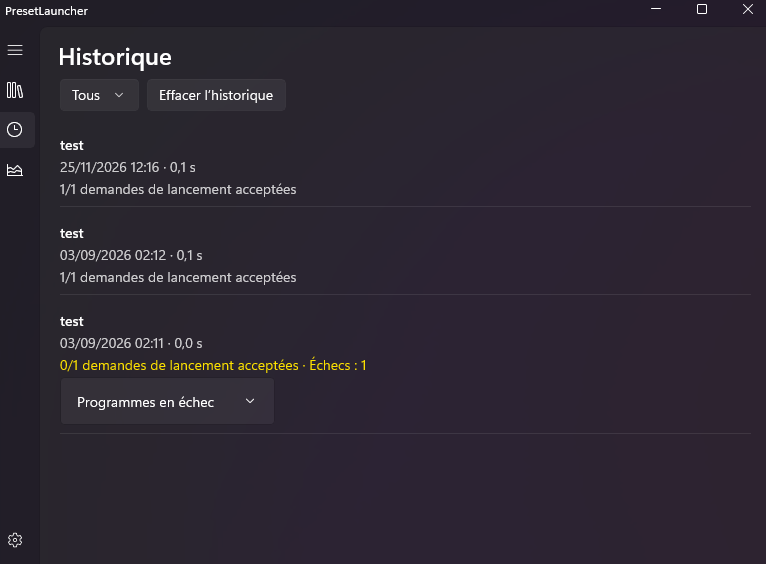 PresetLauncher
Historique
Tous
Effacer l’historique
test
25/11/2026 12:16 · 0,1 s
1/1 demandes de lancement acceptées
test
03/09/2026 02:12 · 0,1 s
1/1 demandes de lancement acceptées
test
03/09/2026 02:11 · 0,0 s
0/1 demandes de lancement acceptées · Échecs : 1
Programmes en échec